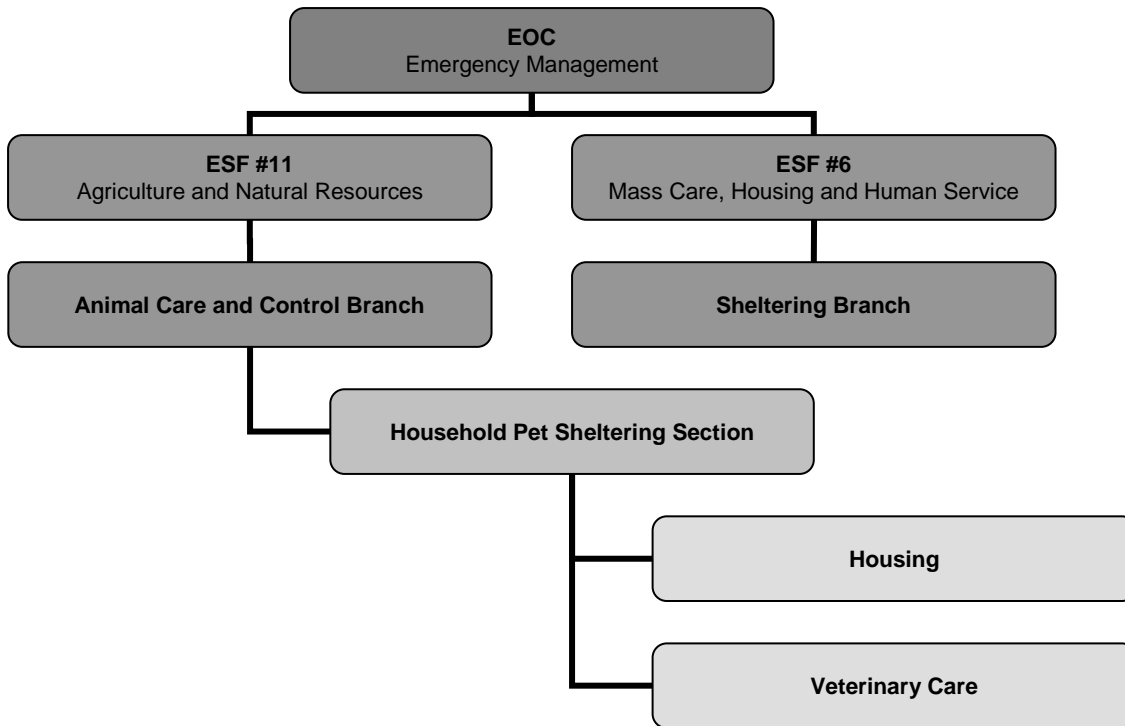 EOC
Emergency Management
ESF #11
Agriculture and Natural Resources
ESF #6
Mass Care, Housing and Human Service
Animal Care and Control Branch
Sheltering Branch
Household Pet Sheltering Section
Housing
Veterinary Care